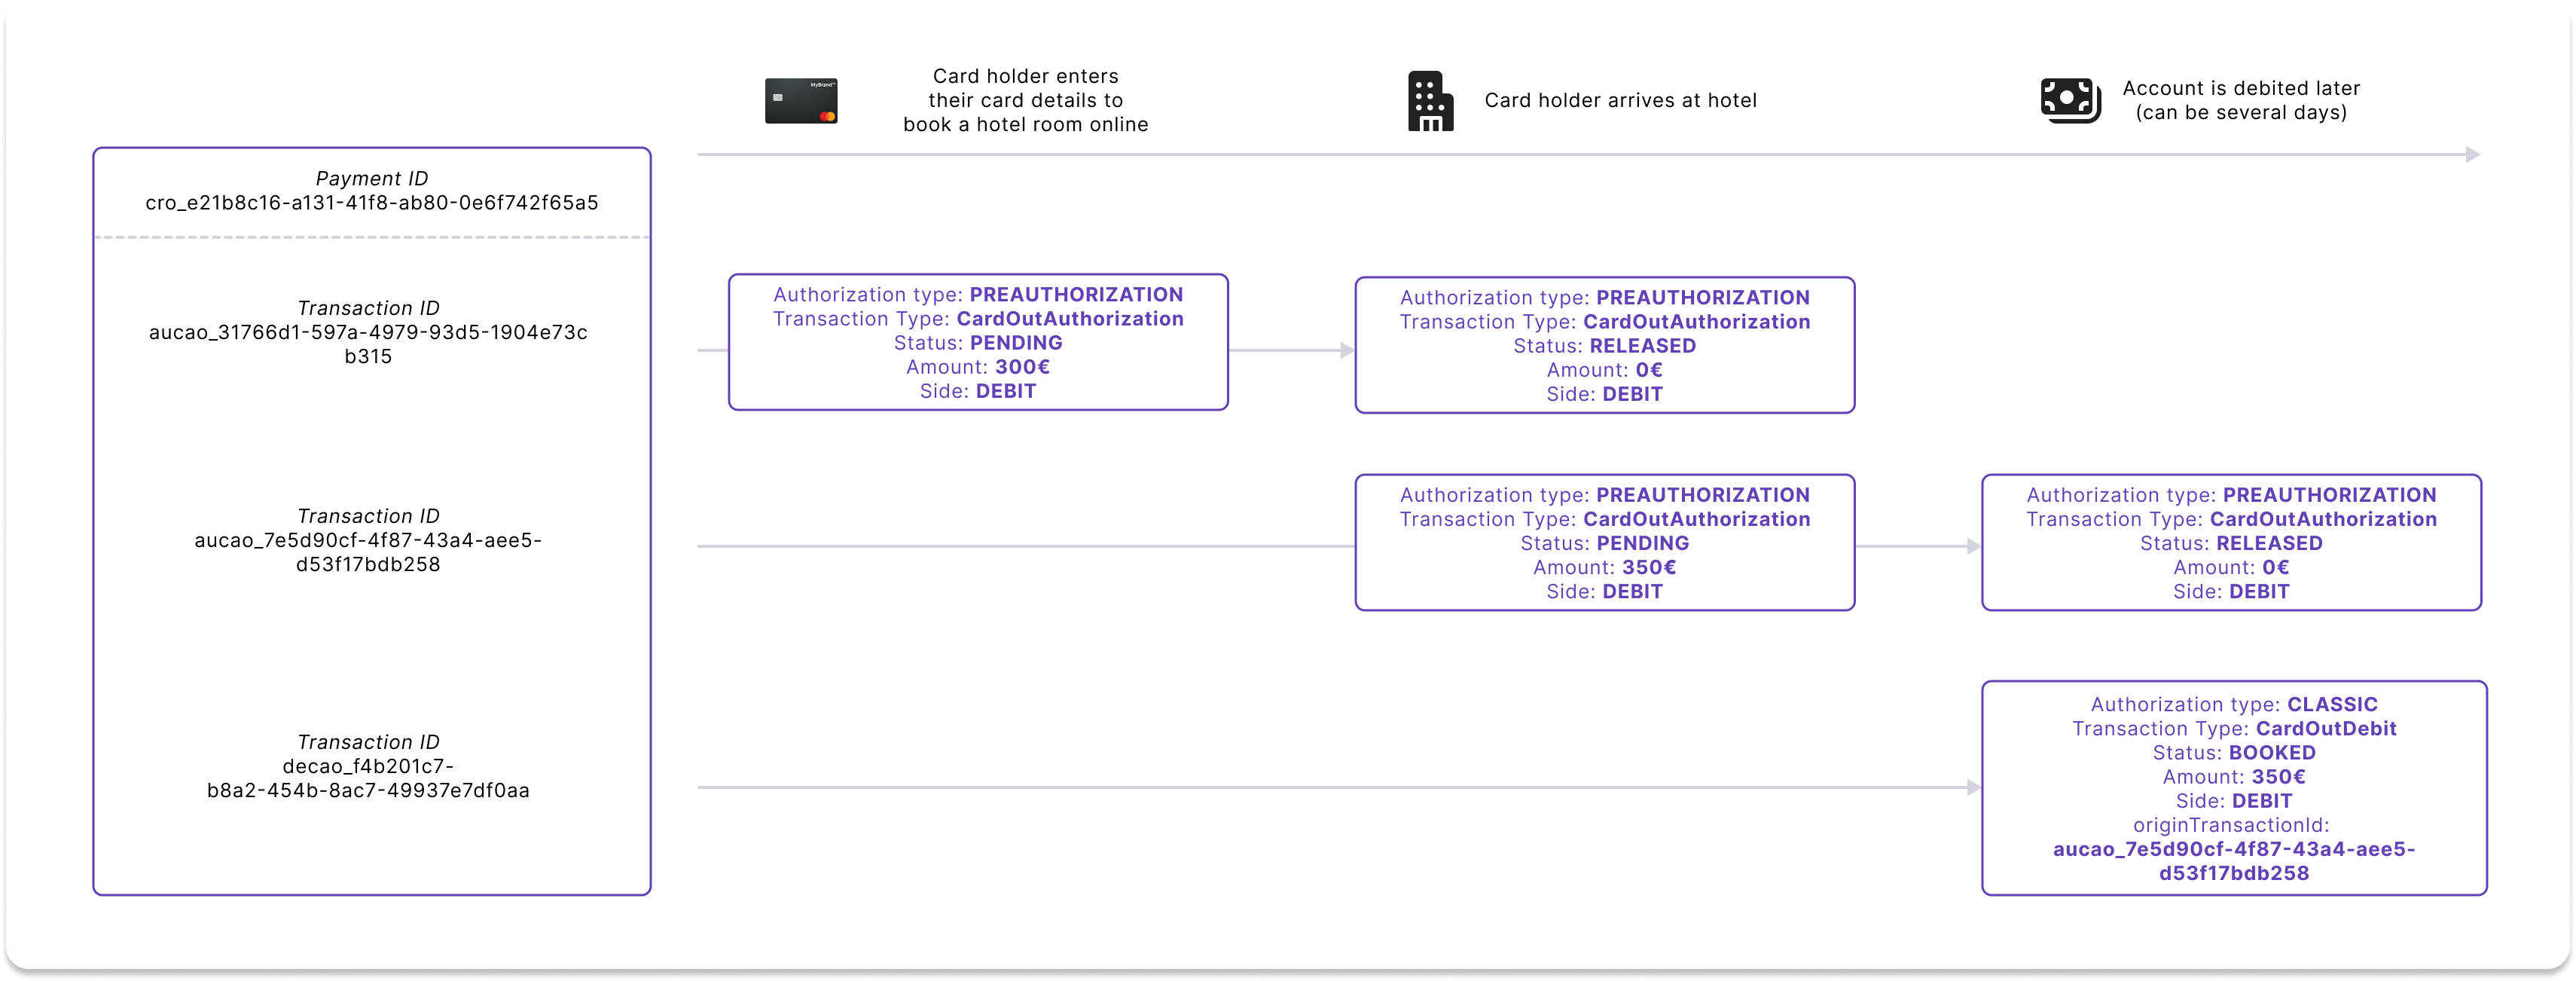 MyBrand
Card holder enters
their card details to
book a hotel room online
Card holder arrives at hotel
Account is debited later
(can be several days)
Payment ID
cro_e21b8c16-a131-41f8-ab80-0e6f742f65a5
Transaction ID
aucao_31766d1-597a-4979-93d5-1904e73c
b315
Authorization type: PREAUTHORIZATION
Transaction Type: CardOutAuthorization
Status: PENDING
Amount: 300€
Side: DEBIT
Authorization type: PREAUTHORIZATION
Transaction Type: CardOutAuthorization
Status: RELEASED
Amount: 0€
Side: DEBIT
Transaction ID
aucao_7e5d90cf-4f87-43a4-aee5-
d53f17bdb258
Authorization type: PREAUTHORIZATION
Transaction Type: CardOutAuthorization
Status: PENDING
Amount: 350€
Side: DEBIT
Authorization type: PREAUTHORIZATION
Transaction Type: CardOutAuthorization
Status: RELEASED
Amount: 0€
Side: DEBIT
Transaction ID
decao_f4b201c7-
b8a2-454b-8ac7-49937e7df0aa
Authorization type: CLASSIC
Transaction Type: CardOutDebit
Status: BOOKED
Amount: 350€
Side: DEBIT
originTransactionId:
aucao_7e5d90cf-4f87-43a4-aee5-
d53f17bdb258